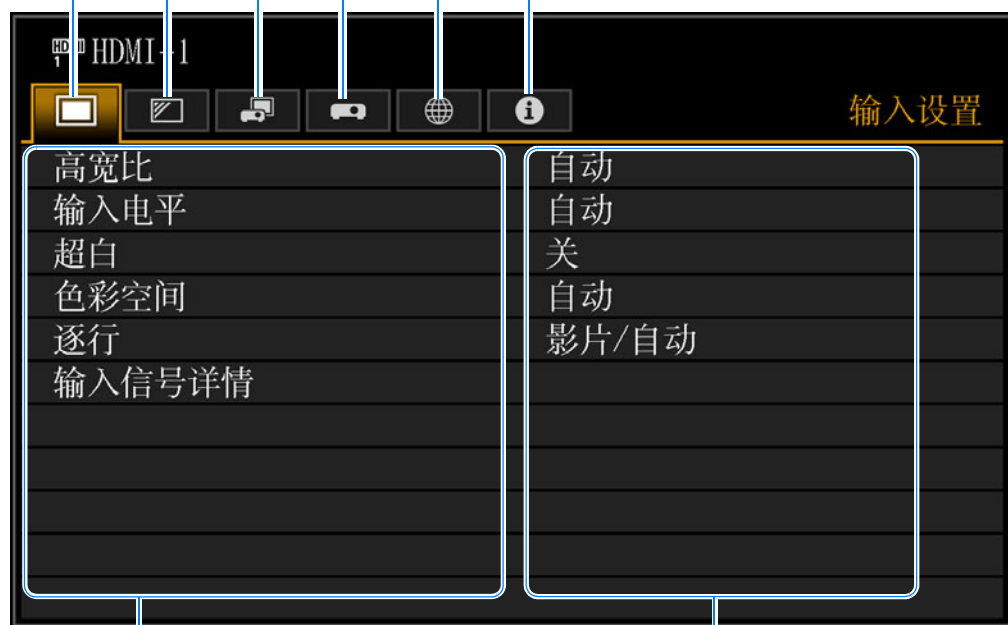 HDMI 1 HDMI-1
输入设置
高宽比 自动
输入电平 自动
超白 关
色彩空间 自动
逐行 影片/自动
输入信号详情